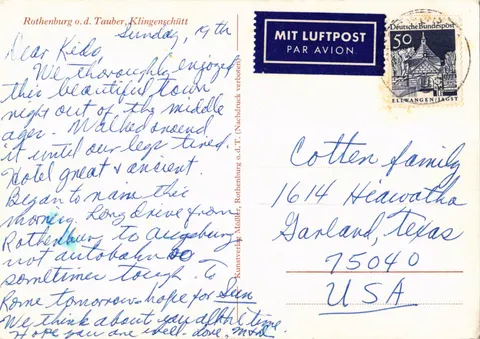 Rothenburg o. d. Tauber, Klingenschütt
Sunday, 19th
Dear Kids,
We thoroughly enjoyed
this beautiful town
right out of the middle
ages. Walked around
it until our legs tired.
Hotel great & ancient.
Began to rain this
morning. Long drive from
Rothenburg to Augsburg
not autobahn so
sometimes tough. To
Rome tomorrow - hope for Sun
We think about you all the time.
Hope you are well - love,
MIT LUFTPOST
PAR AVION
Deutsche Bundespost
50
ELLWANGEN/JAGST
Rothenburg o. d. T. (Nachdruck verboten)
Cotten family
1614 Hiawatha
Garland, Texas
75040
USA